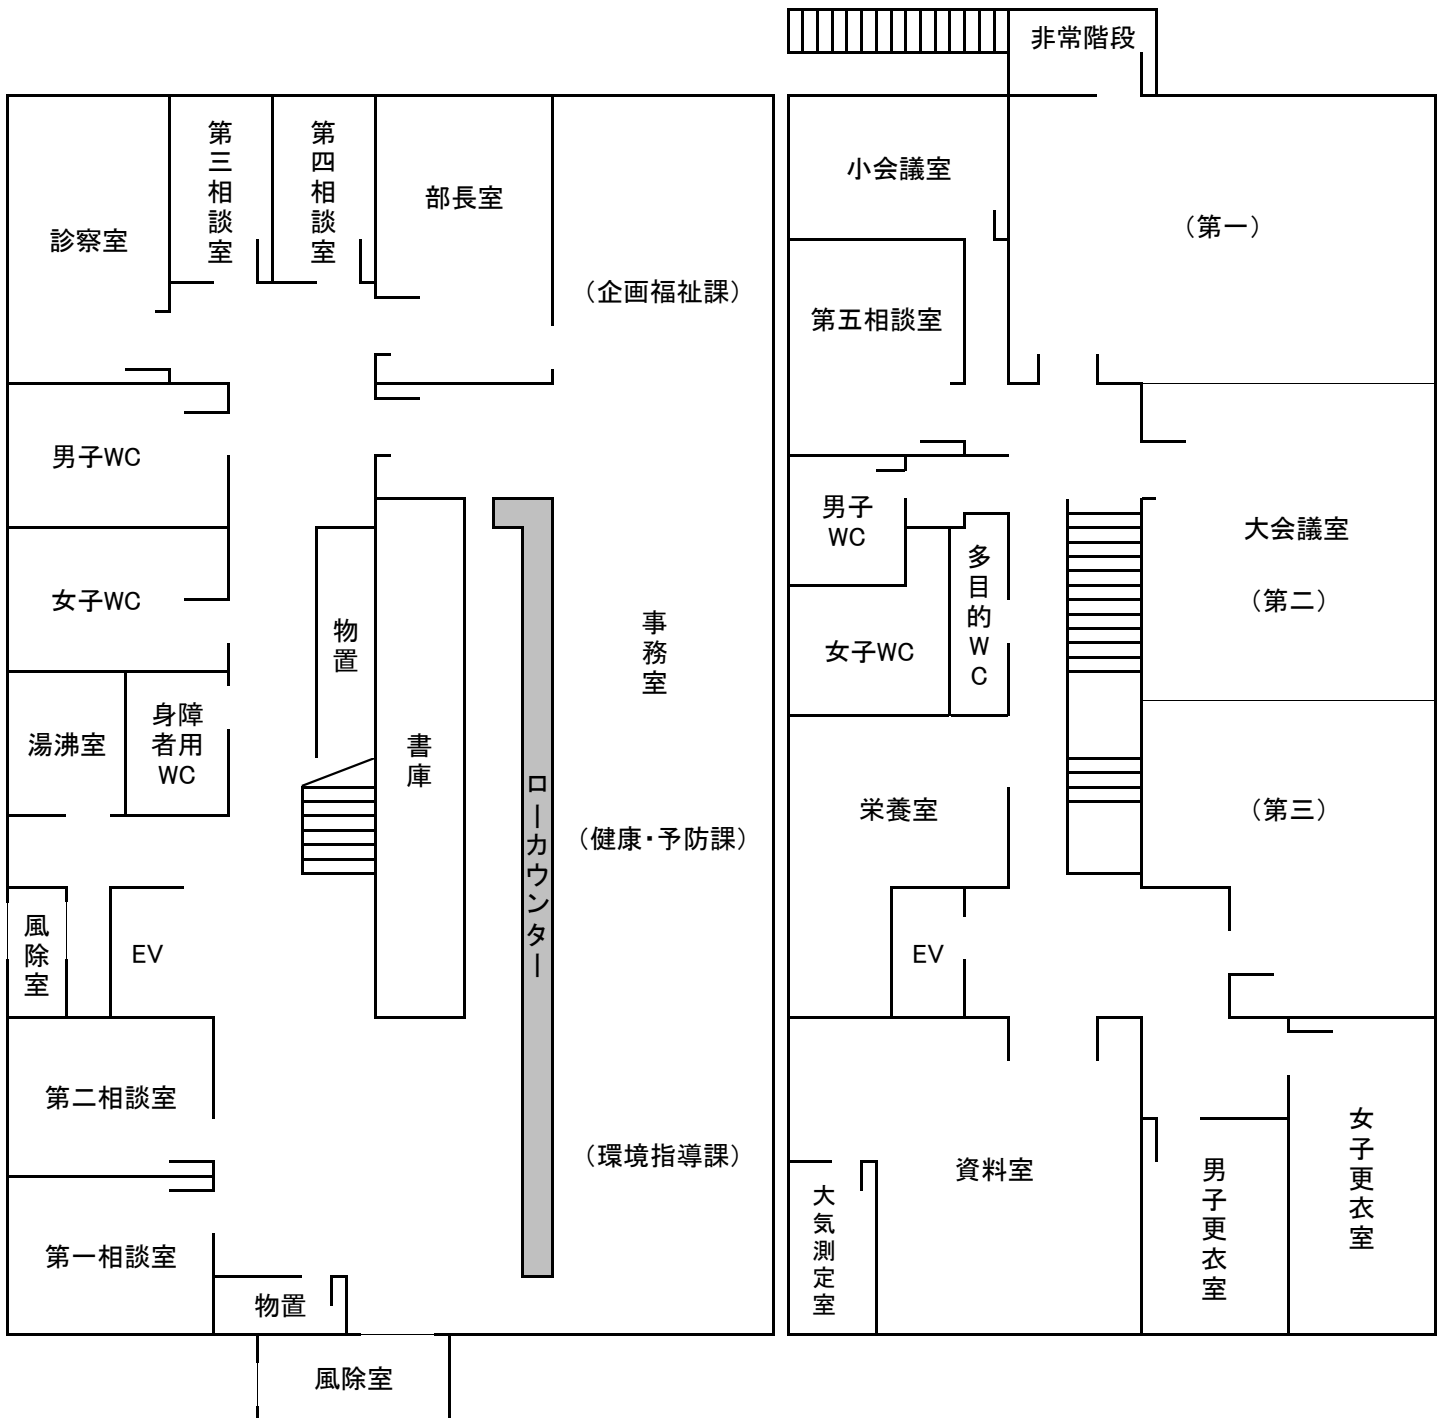 非常階段
第三相談室
第四相談室
部長室
診察室
（企画福祉課）
男子WC
女子WC
物置
事務室
湯沸室
身障
者用
WC
書庫
ローカウンター
（健康・予防課）
風除室
EV
第二相談室
（環境指導課）
第一相談室
物置
風除室
小会議室
（第一）
第五相談室
男子
WC
多目的WC
大会議室
（第二）
女子WC
栄養室
（第三）
EV
資料室
大気測定室
男子更衣室
女子更衣室